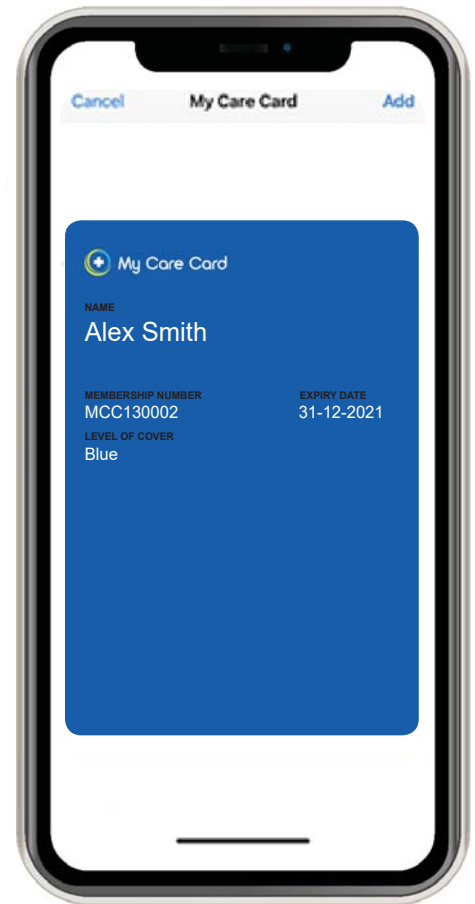 Cancel My Care Card Add
My Care Card
NAME
Alex Smith
MEMBERSHIP NUMBER EXPIRY DATE
MCC130002 31-12-2021
LEVEL OF COVER
Blue